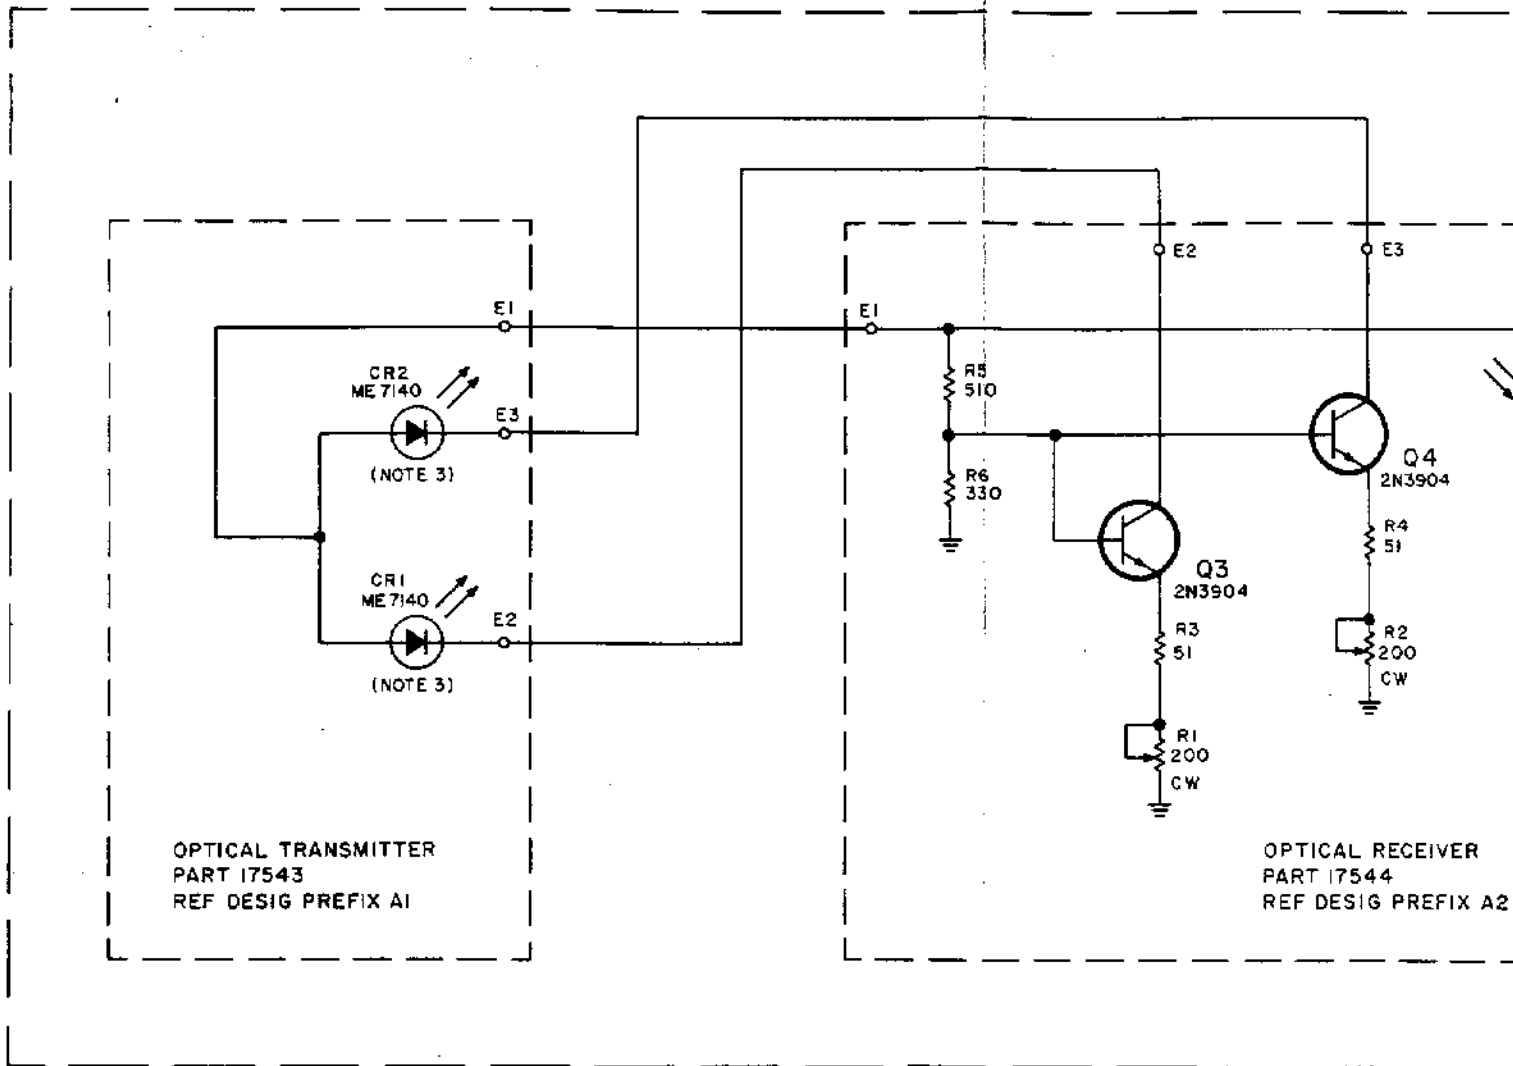 E2
E3
E1
E1
CR2
ME7140
E3
(NOTE 3)
R5
510
R6
330
Q4
2N3904
R4
51
Q3
2N3904
CR1
ME7140
E2
(NOTE 3)
R3
51
R2
200
CW
R1
200
CW
OPTICAL TRANSMITTER
PART 17543
REF DESIG PREFIX A1
OPTICAL RECEIVER
PART 17544
REF DESIG PREFIX A2